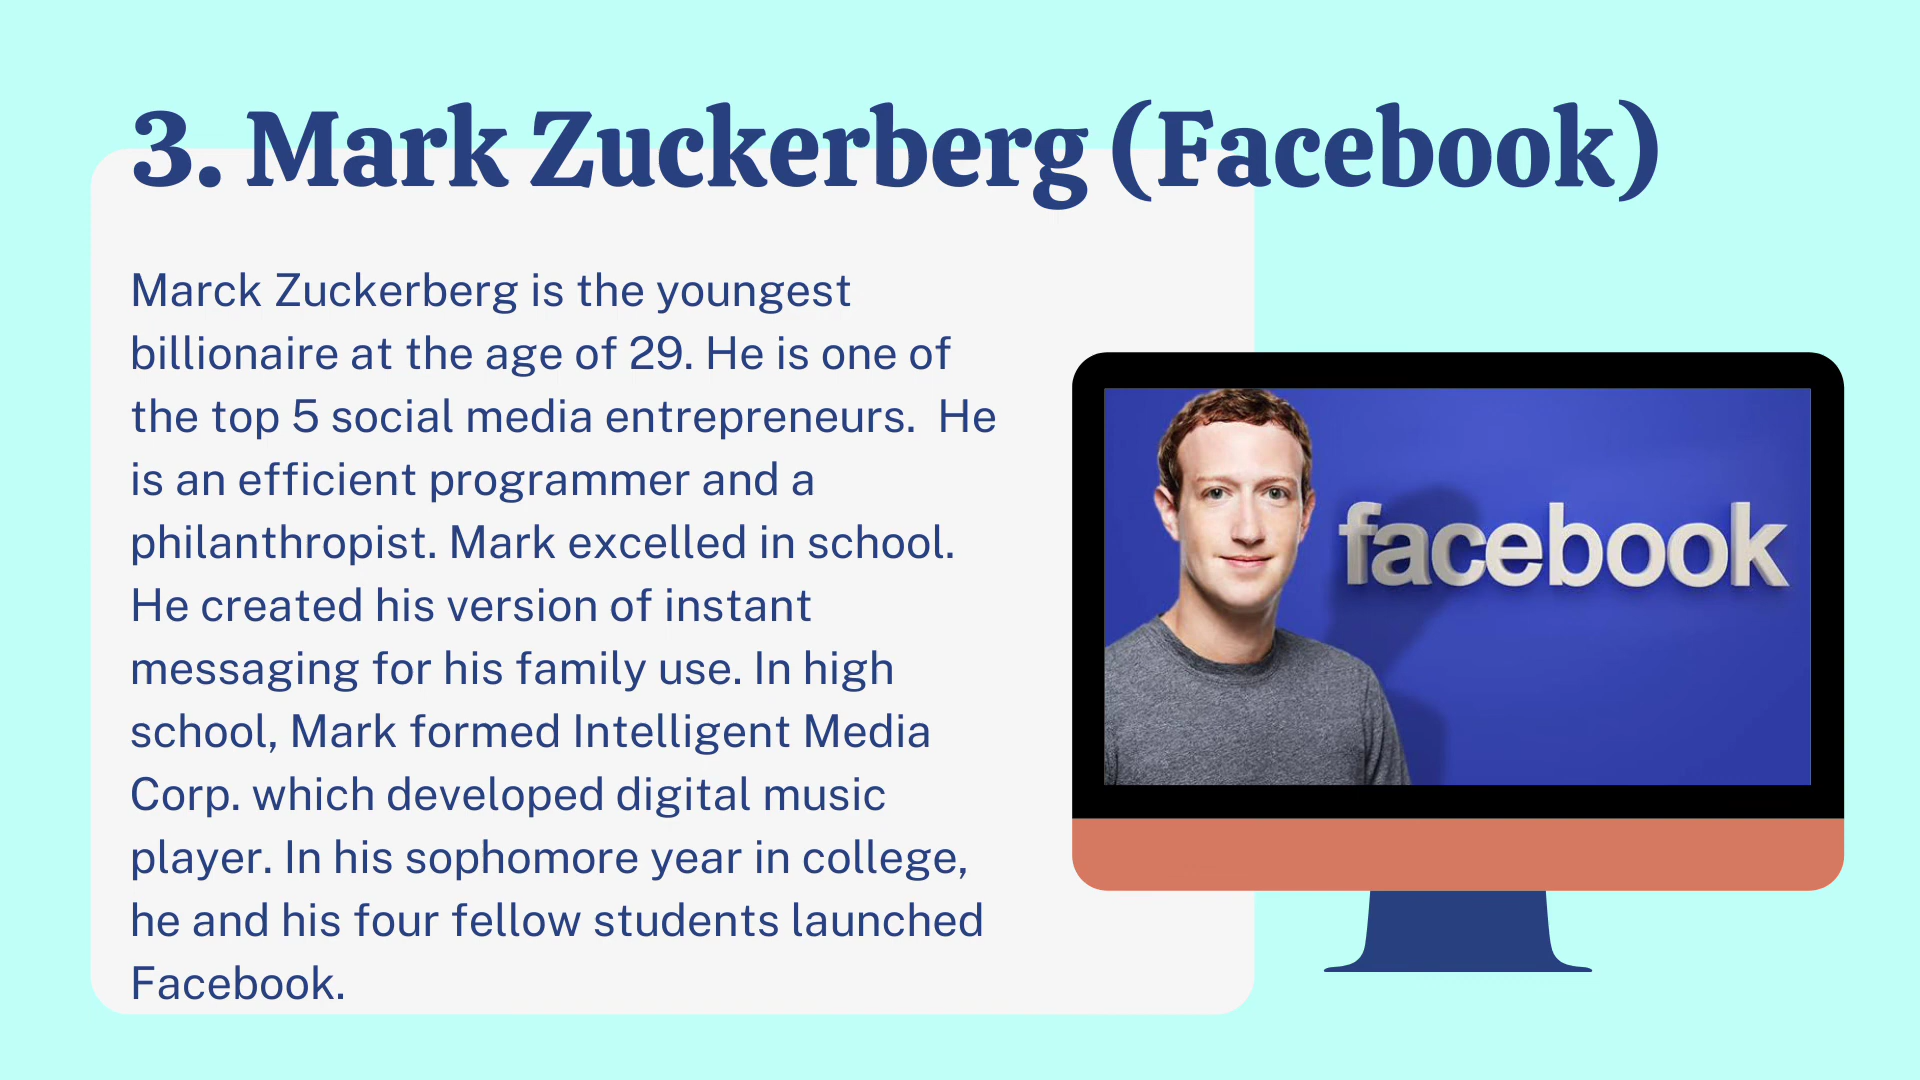 3. Mark Zuckerberg (Facebook)
Marck Zuckerberg is the youngest
billionaire at the age of 29. He is one of
the top 5 social media entrepreneurs.  He
is an efficient programmer and a
philanthropist. Mark excelled in school.
He created his version of instant
messaging for his family use. In high
school, Mark formed Intelligent Media
Corp. which developed digital music
player. In his sophomore year in college,
he and his four fellow students launched
Facebook.
facebook